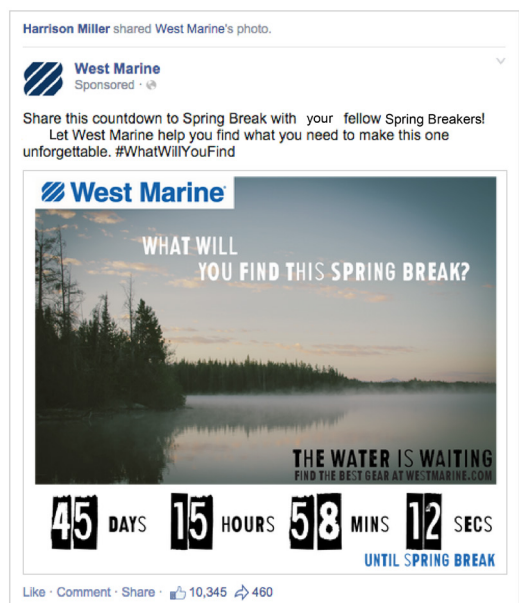 Harrison Miller shared West Marine's photo.
West Marine
Sponsored ·
Share this countdown to Spring Break with your fellow Spring Breakers!
Let West Marine help you find what you need to make this one
unforgettable. #WhatWillYouFind
West Marine
WHAT WILL
YOU FIND THIS SPRING BREAK?
THE WATER IS WAITING
FIND THE BEST GEAR AT WESTMARINE.COM
45 DAYS 15 HOURS 58 MINS 12 SECS
UNTIL SPRING BREAK
Like · Comment · Share · 10,345 460